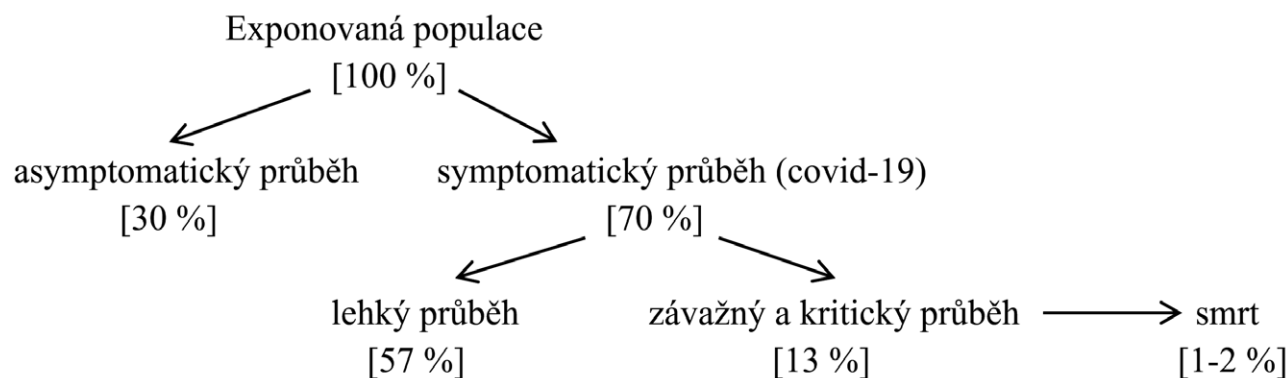 Exponovaná populace
[100 %]
asymptomatický průběh
[30 %]
symptomatický průběh (covid-19)
[70 %]
lehký průběh
[57 %]
závažný a kritický průběh
[13 %]
smrt
[1-2 %]